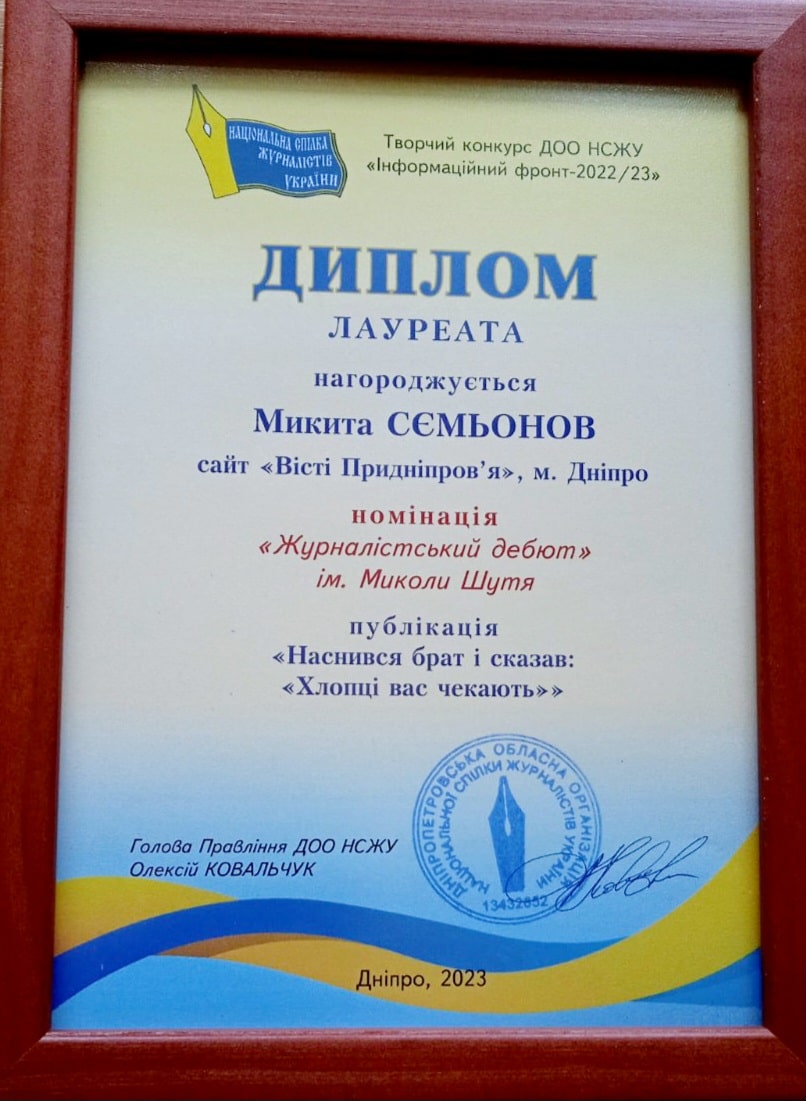 НАЦІОНАЛЬНА СПІЛКА
ЖУРНАЛІСТІВ
УКРАЇНИ
Творчий конкурс ДОО НСЖУ
«Інформаційний фронт-2022/23»
ДИПЛОМ
ЛАУРЕАТА
нагороджується
Микита СЄМЬОНОВ
сайт «Вісті Придніпров’я», м. Дніпро
номінація
«Журналістський дебют»
ім. Миколи Шутя
публікація
«Наснився брат і сказав:
«Хлопці вас чекають»»
ДНІПРОПЕТРОВСЬКА ОБЛАСНА ОРГАНІЗАЦІЯ
НАЦІОНАЛЬНОЇ СПІЛКИ ЖУРНАЛІСТІВ УКРАЇНИ
Голова Правління ДОО НСЖУ
Олексій КОВАЛЬЧУК
Дніпро, 2023